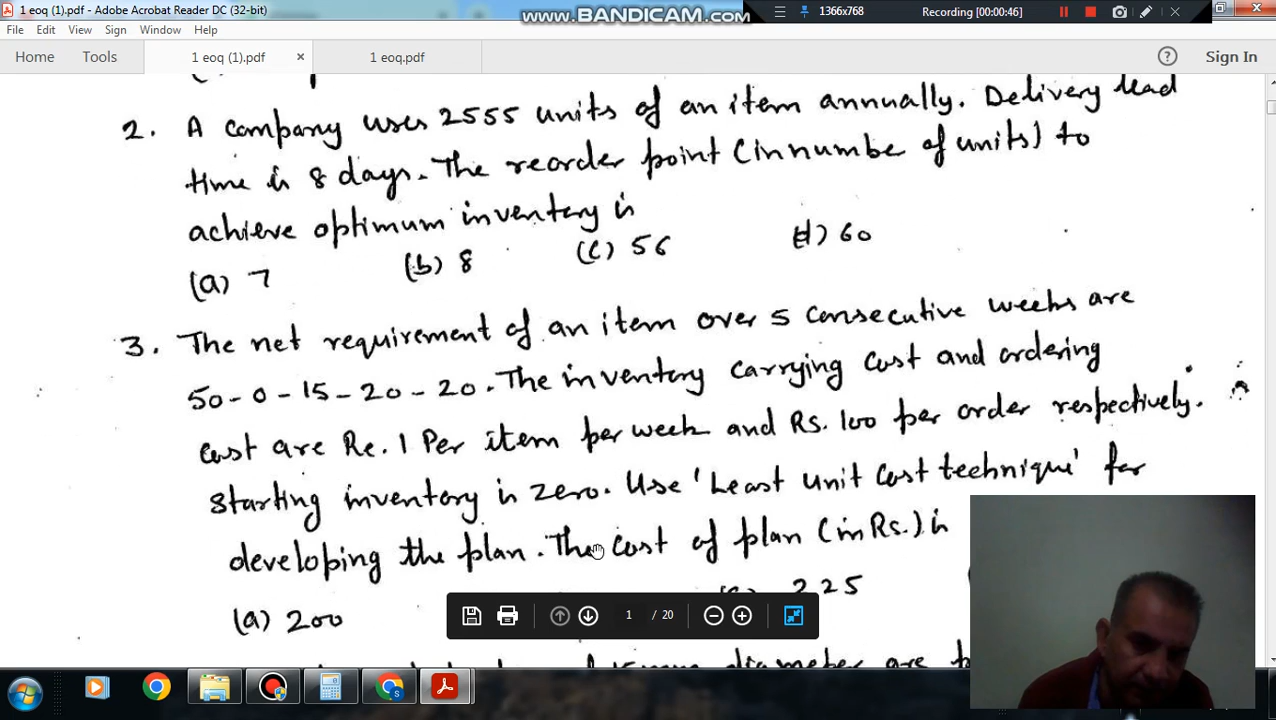 1 eoq (1).pdf - Adobe Acrobat Reader DC (32-bit)
www.BANDICAM.com
1366x768
Recording [00:00:46]
File Edit View Sign Window Help
Home Tools 1 eoq (1).pdf × 1 eoq.pdf Sign In
2. A company uses 2555 units of an item annually. Delivery lead
time is 8 days. The reorder point (in numbe of units) to
achieve optimum inventory is
(a) 7 (b) 8 (c) 56 (d) 60
3. The net requirement of an item over 5 consecutive weeks are
50-0-15-20-20. The inventory carrying cost and ordering
cost are Re. 1 Per item per week and Rs. 100 per order respectively.
starting inventory is zero. Use 'Least unit cost technique' for
developing the plan. The cost of plan (in Rs.) is
(a) 200 225
1 / 20
diameter are